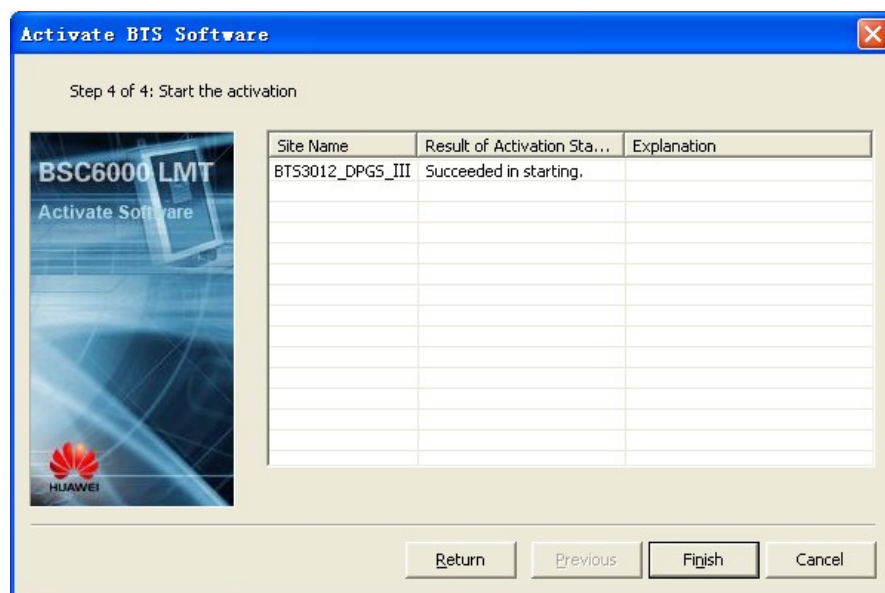 Activate BTS Software
Step 4 of 4: Start the activation
BSC6000 LMT
Activate Software
HUAWEI
Site Name Result of Activation Sta... Explanation
BTS3012_DPGS_III Succeeded in starting.
Return Previous Finish Cancel